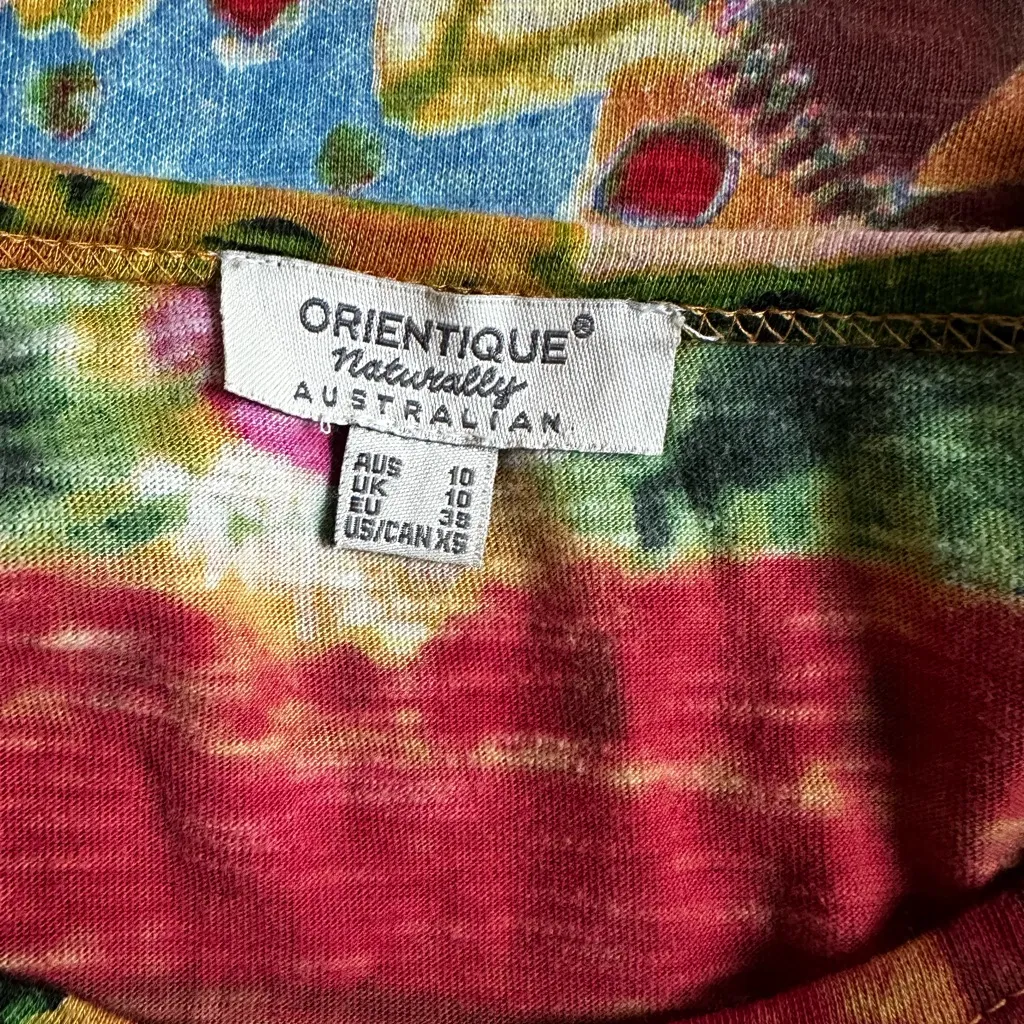 ORIENTIQUE®
Naturally
AUSTRALIAN
AUS 10
UK 10
EU 38
US/CAN XS